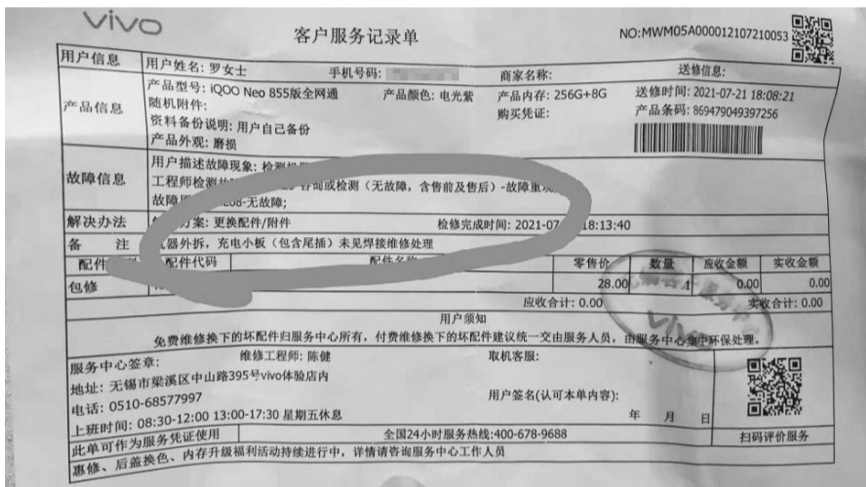 vivo
客户服务记录单
NO:MWM05A000012107210053
用户信息 用户姓名: 罗女士 手机号码: 商家名称: 送修信息:
产品信息 产品型号: iQOO Neo 855版全网通 产品颜色: 电光紫 产品内存: 256G+8G 送修时间: 2021-07-21 18:08:21
随机附件: 购买凭证: 产品条码: 869479049397256
资料备份说明: 用户自己备份
产品外观: 磨损
故障信息 用户描述故障现象: 检测机器
工程师检测故 咨询或检测（无故障，含售前及售后）-故障重现
故障原 208-无故障;
解决办法 方案: 更换配件/附件 检修完成时间: 2021-07 18:13:40
备 注 机器外拆，充电小板（包含尾插）未见焊接维修处理
配件 配件代码 配件名称 零售价 数量 应收金额 实收金额
包修 28.00 1 0.00 0.00
应收合计: 0.00 实收合计: 0.00
用户须知
免费维修换下的坏配件归服务中心所有，付费维修换下的坏配件建议统一交由服务人员，由服务中心集中环保处理。
服务中心签章: 维修工程师: 陈健 取机客服:
vivo
地址: 无锡市梁溪区中山路395号vivo体验店内
电话: 0510-68577997 用户签名(认可本单内容):
上班时间: 08:30-12:00 13:00-17:30 星期五休息 年 月 日
此单可作为服务凭证使用 全国24小时服务热线:400-678-9688 扫码评价服务
惠修、后盖换色、内存升级福利活动持续进行中，详情请咨询服务中心工作人员